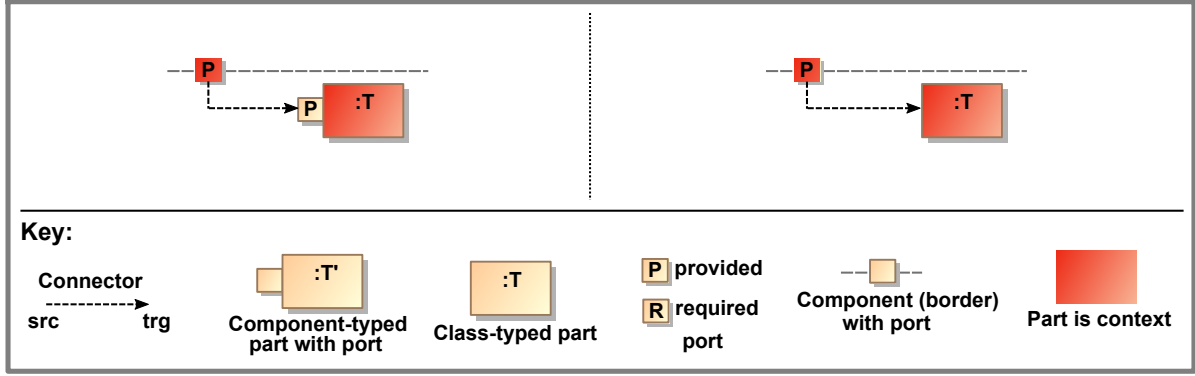 P
P :T
P
:T
Key:
Connector
src trg
:T'
Component-typed
part with port
:T
Class-typed part
P provided
R required
port
Component (border)
with port
Part is context